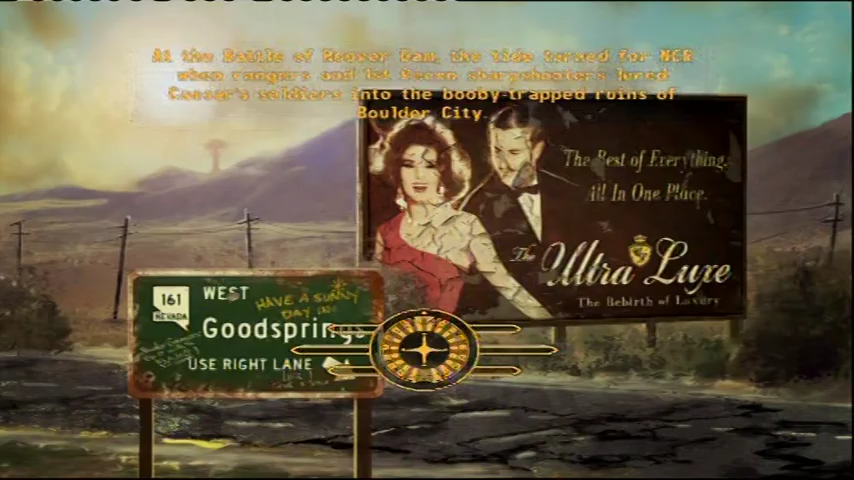 At the Battle of Hoover Dam, the tide turned for NCR
when rangers and 1st Recon sharpshooters lured
Caesar's soldiers into the booby-trapped ruins of
Boulder City.
The Best of Everything.
All In One Place.
The Ultra Luxe
The Rebirth of Luxury
161
NEVADA
WEST
HAVE A SUNNY
DAY IN
Goodsprings
USE RIGHT LANE